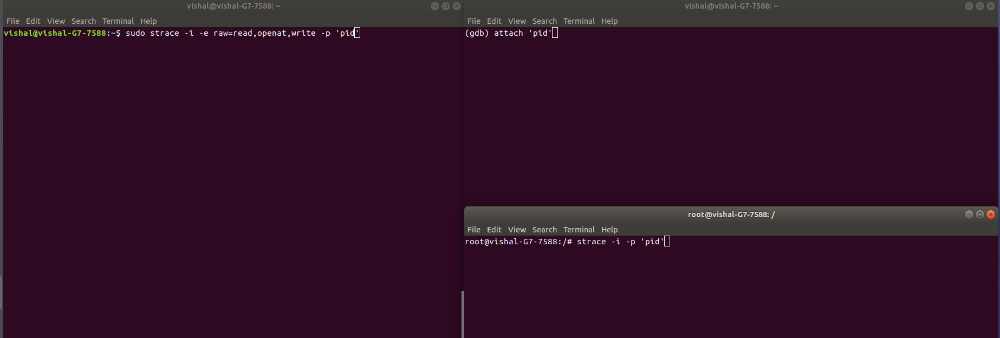 vishal@vishal-G7-7588: ~
File Edit View Search Terminal Help
vishal@vishal-G7-7588:~$ sudo strace -i -e raw=read,openat,write -p 'pid'
vishal@vishal-G7-7588: ~
File Edit View Search Terminal Help
(gdb) attach 'pid'
root@vishal-G7-7588: /
File Edit View Search Terminal Help
root@vishal-G7-7588:/# strace -i -p 'pid'